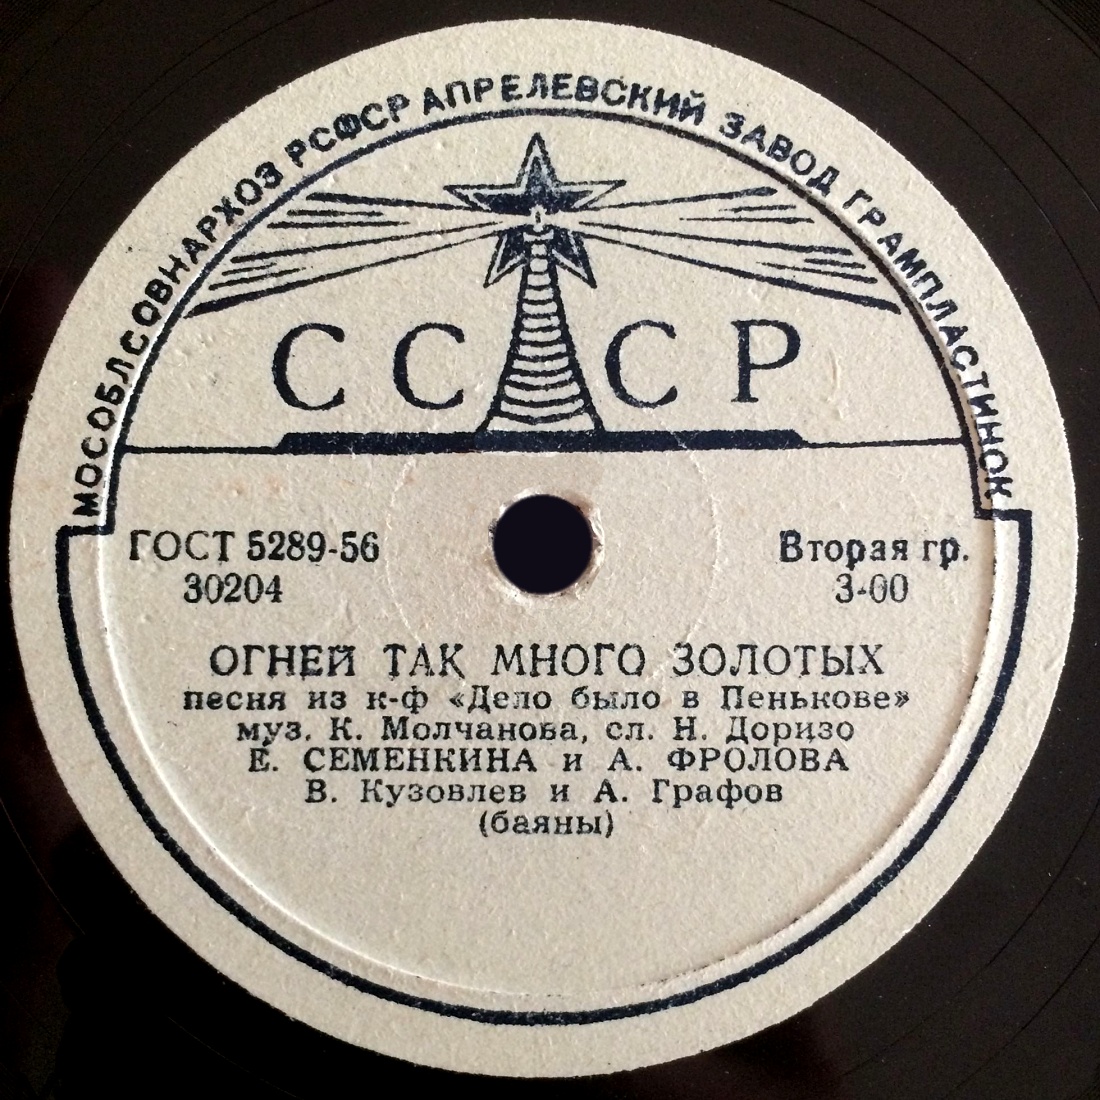 МОСОБЛСОВНАРХОЗ РСФСР АПРЕЛЕВСКИЙ ЗАВОД ГРАМПЛАСТИНОК
СССР
ГОСТ 5289-56 Вторая гр.
30204 3-00
ОГНЕЙ ТАК МНОГО ЗОЛОТЫХ
песня из к-ф «Дело было в Пенькове»
муз. К. Молчанова, сл. Н. Доризо
Е. СЕМЕНКИНА и А. ФРОЛОВА
В. Кузовлев и А. Графов
(баяны)